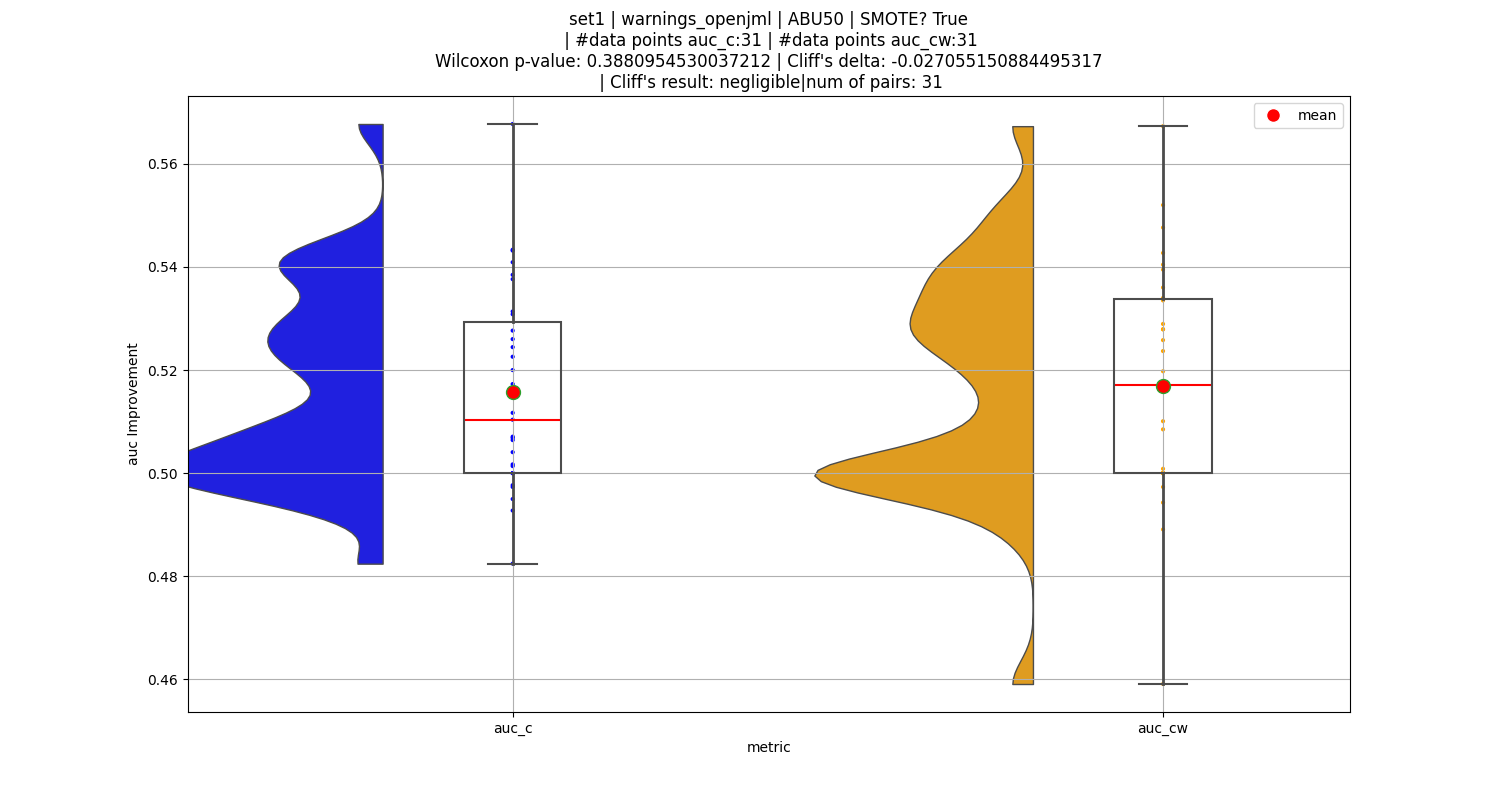 set1 | warnings_openjml | ABU50 | SMOTE? True
| #data points auc_c:31 | #data points auc_cw:31
Wilcoxon p-value: 0.3880954530037212 | Cliff's delta: -0.027055150884495317
| Cliff's result: negligible|num of pairs: 31
mean
0.56
0.54
0.52
0.50
0.48
0.46
auc Improvement
auc_c
auc_cw
metric